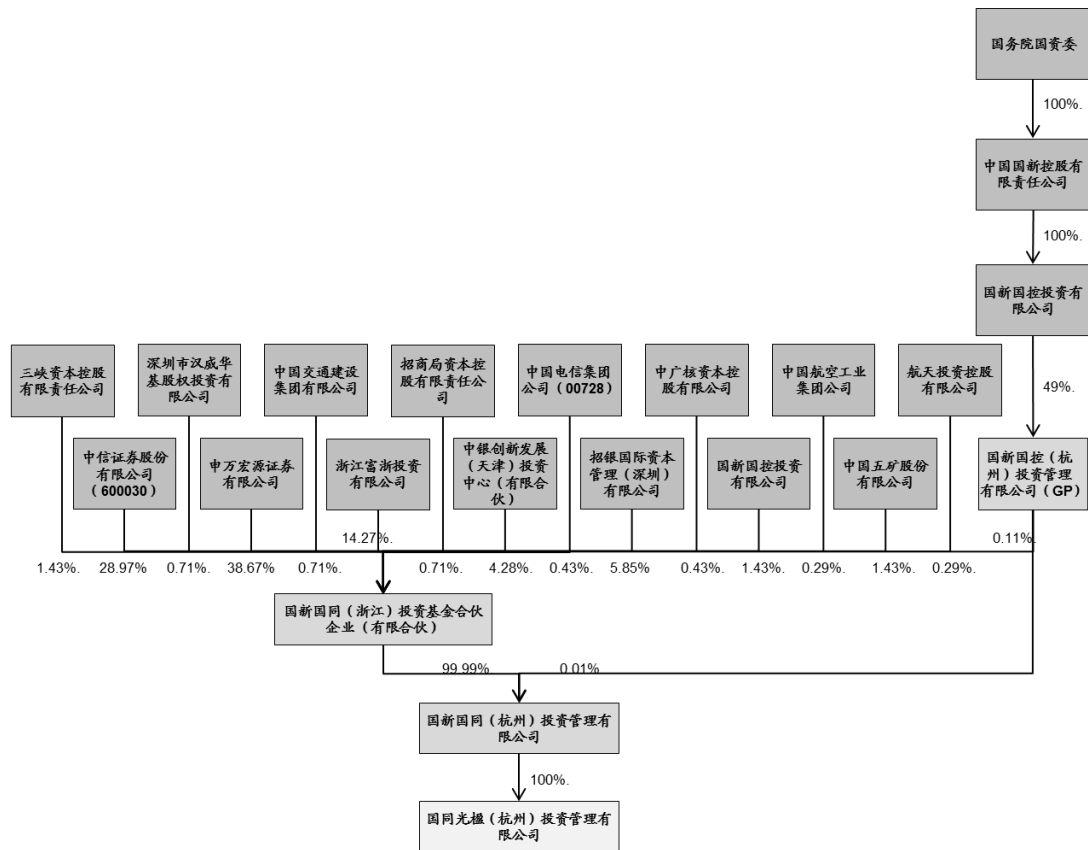 国务院国资委
100%.
中国国新控股有
限责任公司
100%.
国新国控投资有
限公司
三峡资本控股
有限责任公司
深圳市汉威华
基股权投资有
限公司
中国交通建设
集团有限公司
招商局资本控
股有限责任公
司
中国电信集团
公司（00728）
中广核资本控
股有限公司
中国航空工业
集团公司
航天投资控股
有限公司
49%.
中信证券股份
有限公司
（600030）
申万宏源证券
有限公司
浙江富浙投资
有限公司
中银创新发展
（天津）投资
中心（有限合
伙）
招银国际资本
管理（深圳）
有限公司
国新国控投资
有限公司
中国五矿股份
有限公司
国新国控（杭
州）投资管理
有限公司（GP）
14.27%.
0.11%.
1.43%.
28.97%
0.71%.
38.67%
0.71%.
0.71%.
4.28%
0.43%.
5.85%
0.43%
1.43%.
0.29%
1.43%
0.29%.
国新国同（浙江）投资基金合伙
企业（有限合伙）
99.99%.
0.01%.
国新国同（杭州）投资管理有
限公司
100%.
国同光楹（杭州）投资管理有
限公司